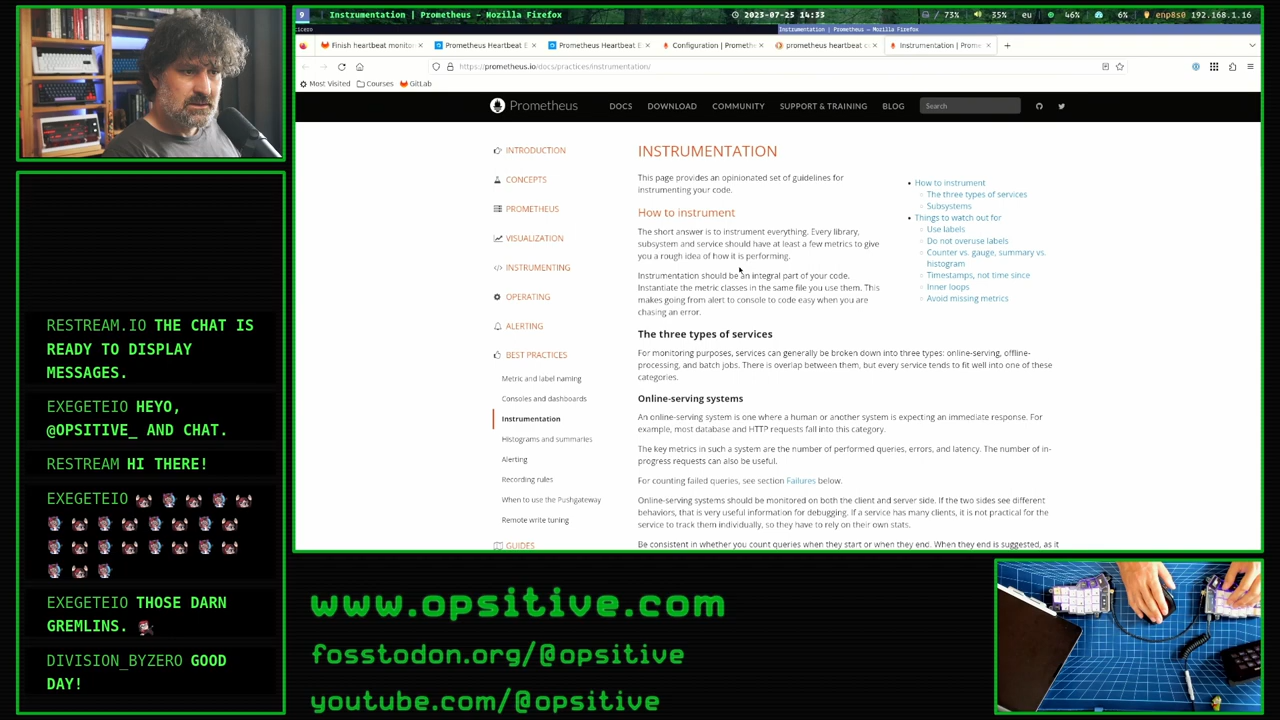 9 Instrumentation | Prometheus - Mozilla Firefox
2023-07-25 14:33
/ 73%
35%
eu
46%
6%
enp8s0 192.168.1.16
Instrumentation | Prometheus — Mozilla Firefox
Finish heartbeat monito
Prometheus Heartbeat E
Prometheus Heartbeat E
Configuration | Prometh
prometheus heartbeat c
Instrumentation | Prome
https://prometheus.io/docs/practices/instrumentation/
Most Visited
Courses
GitLab
Prometheus
DOCS
DOWNLOAD
COMMUNITY
SUPPORT & TRAINING
BLOG
Search
INTRODUCTION
CONCEPTS
PROMETHEUS
VISUALIZATION
INSTRUMENTING
OPERATING
ALERTING
BEST PRACTICES
Metric and label naming
Consoles and dashboards
Instrumentation
Histograms and summaries
Alerting
Recording rules
When to use the Pushgateway
Remote write tuning
GUIDES
INSTRUMENTATION
This page provides an opinionated set of guidelines for
instrumenting your code.
How to instrument
The short answer is to instrument everything. Every library,
subsystem and service should have at least a few metrics to give
you a rough idea of how it is performing.
Instrumentation should be an integral part of your code.
Instantiate the metric classes in the same file you use them. This
makes going from alert to console to code easy when you are
chasing an error.
The three types of services
For monitoring purposes, services can generally be broken down into three types: online-serving, offline-
processing, and batch jobs. There is overlap between them, but every service tends to fit well into one of these
categories.
Online-serving systems
An online-serving system is one where a human or another system is expecting an immediate response. For
example, most database and HTTP requests fall into this category.
The key metrics in such a system are the number of performed queries, errors, and latency. The number of in-
progress requests can also be useful.
For counting failed queries, see section Failures below.
Online-serving systems should be monitored on both the client and server side. If the two sides see different
behaviors, that is very useful information for debugging. If a service has many clients, it is not practical for the
service to track them individually, so they have to rely on their own stats.
Be consistent in whether you count queries when they start or when they end. When they end is suggested, as it
How to instrument
The three types of services
Subsystems
Things to watch out for
Use labels
Do not overuse labels
Counter vs. gauge, summary vs.
histogram
Timestamps, not time since
Inner loops
Avoid missing metrics
RESTREAM.IO THE CHAT IS
READY TO DISPLAY
MESSAGES.
EXEGETEIO HEYO,
@OPSITIVE_ AND CHAT.
RESTREAM HI THERE!
EXEGETEIO
EXEGETEIO THOSE DARN
GREMLINS.
DIVISION_BYZERO GOOD
DAY!
www.opsitive.com
fosstodon.org/@opsitive
youtube.com/@opsitive